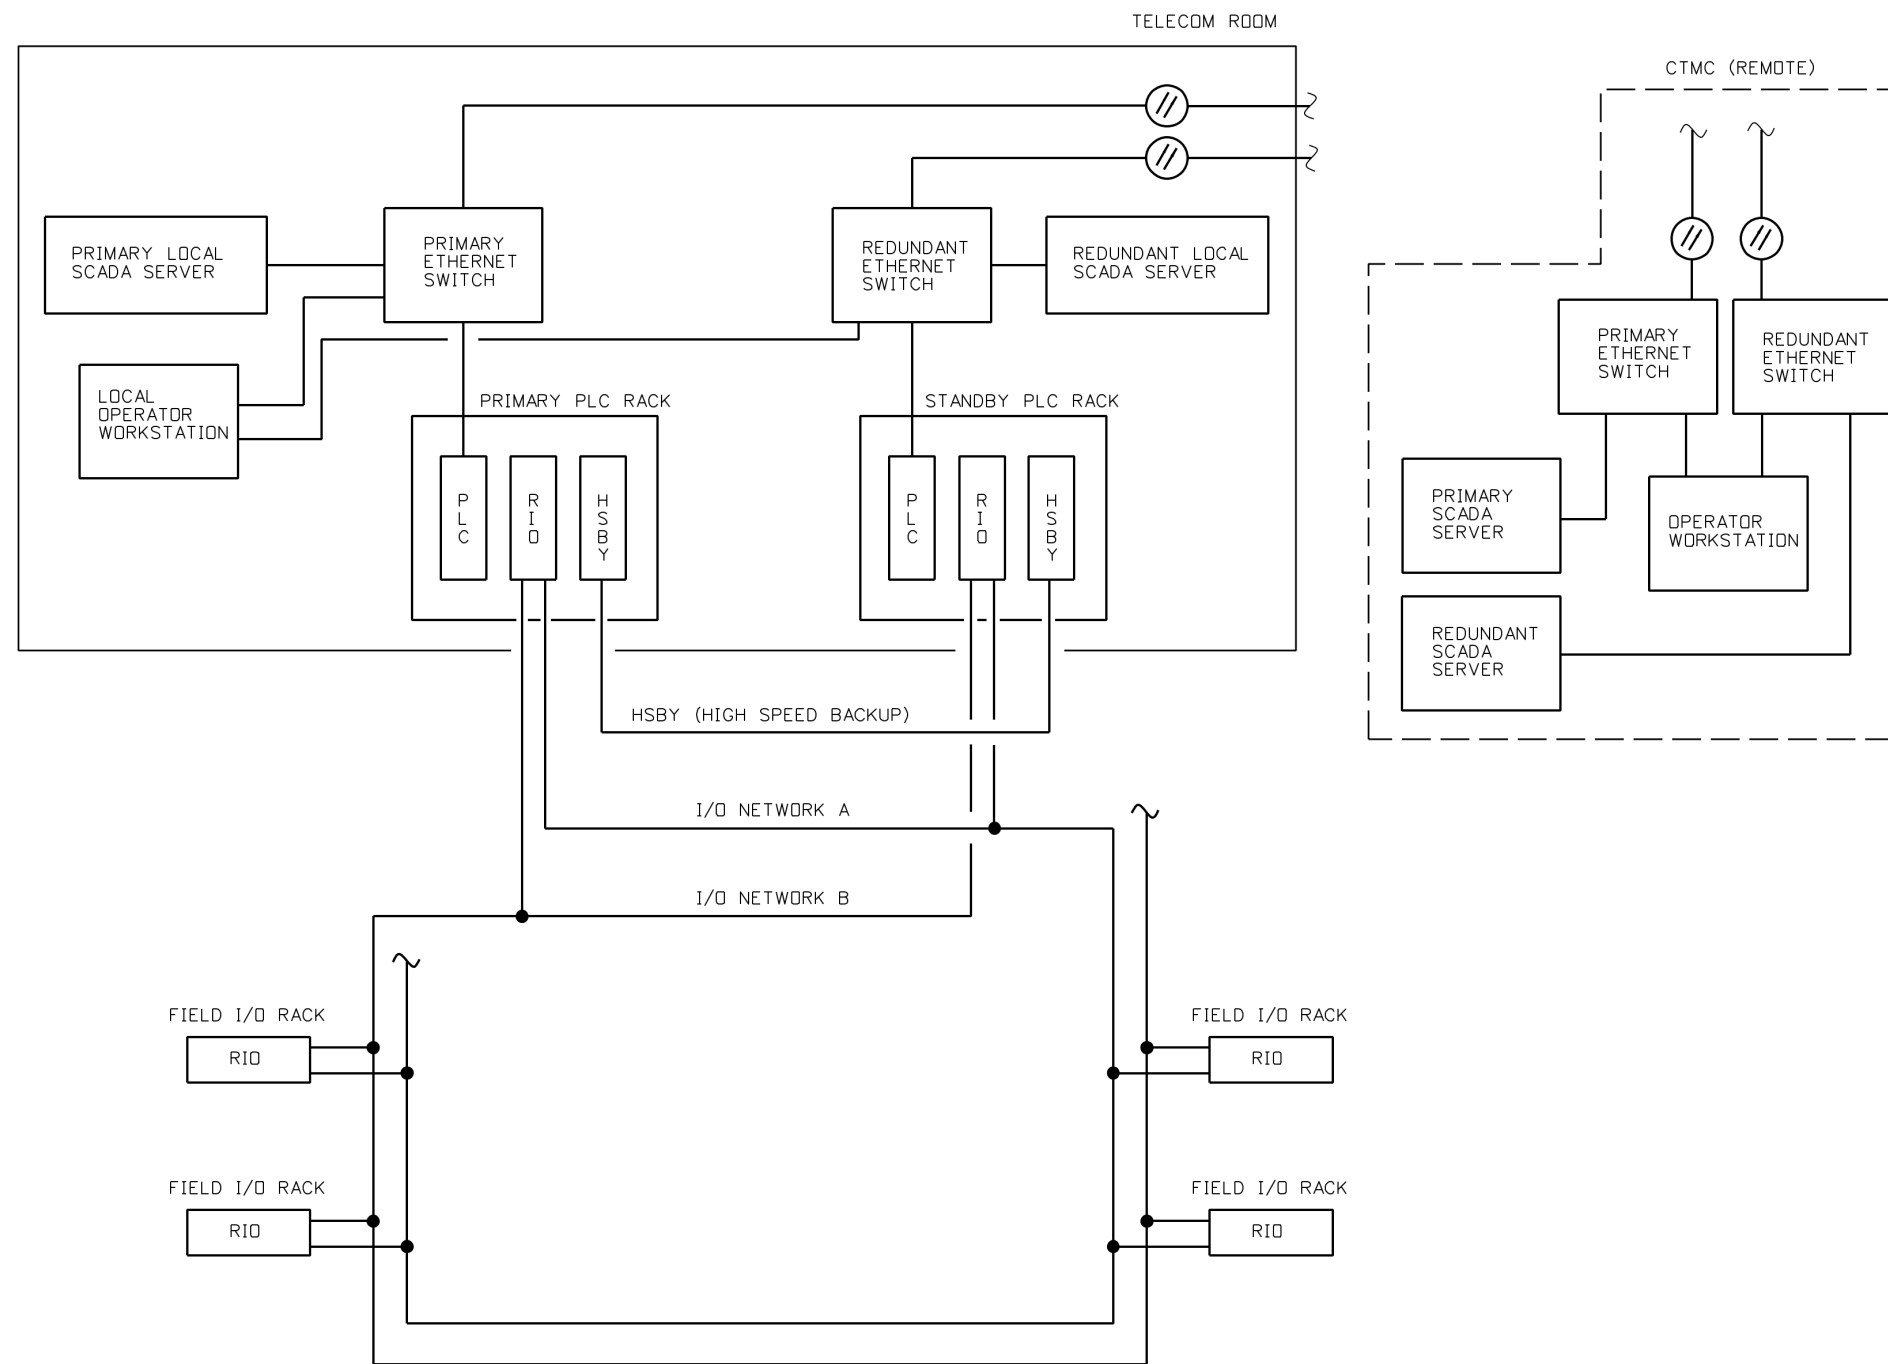 TELECOM ROOM
CTMC (REMOTE)
PRIMARY LOCAL
SCADA SERVER
PRIMARY
ETHERNET
SWITCH
REDUNDANT
ETHERNET
SWITCH
REDUNDANT LOCAL
SCADA SERVER
PRIMARY
ETHERNET
SWITCH
REDUNDANT
ETHERNET
SWITCH
LOCAL
OPERATOR
WORKSTATION
PRIMARY PLC RACK
STANDBY PLC RACK
PLC
RIO
HSBY
PLC
RIO
HSBY
PRIMARY
SCADA
SERVER
OPERATOR
WORKSTATION
REDUNDANT
SCADA
SERVER
HSBY (HIGH SPEED BACKUP)
I/O NETWORK A
I/O NETWORK B
FIELD I/O RACK
RIO
FIELD I/O RACK
RIO
FIELD I/O RACK
RIO
FIELD I/O RACK
RIO